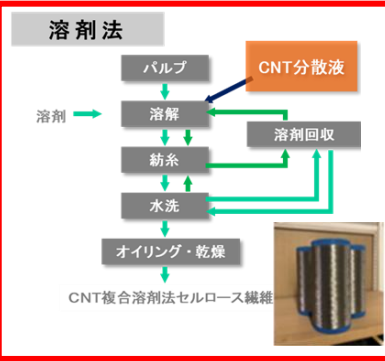 溶剤法
パルプ
CNT分散液
溶剤
溶解
溶剤回収
紡糸
水洗
オイリング・乾燥
CNT複合溶剤法セルロース繊維